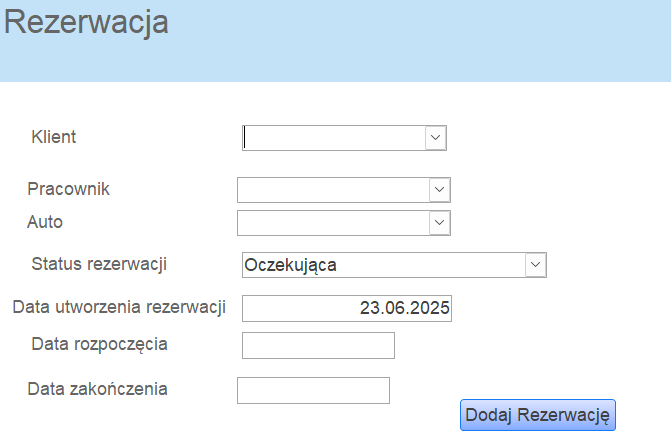 Rezerwacja
Klient
Pracownik
Auto
Status rezerwacji Oczekująca
Data utworzenia rezerwacji 23.06.2025
Data rozpoczęcia
Data zakończenia
Dodaj Rezerwację